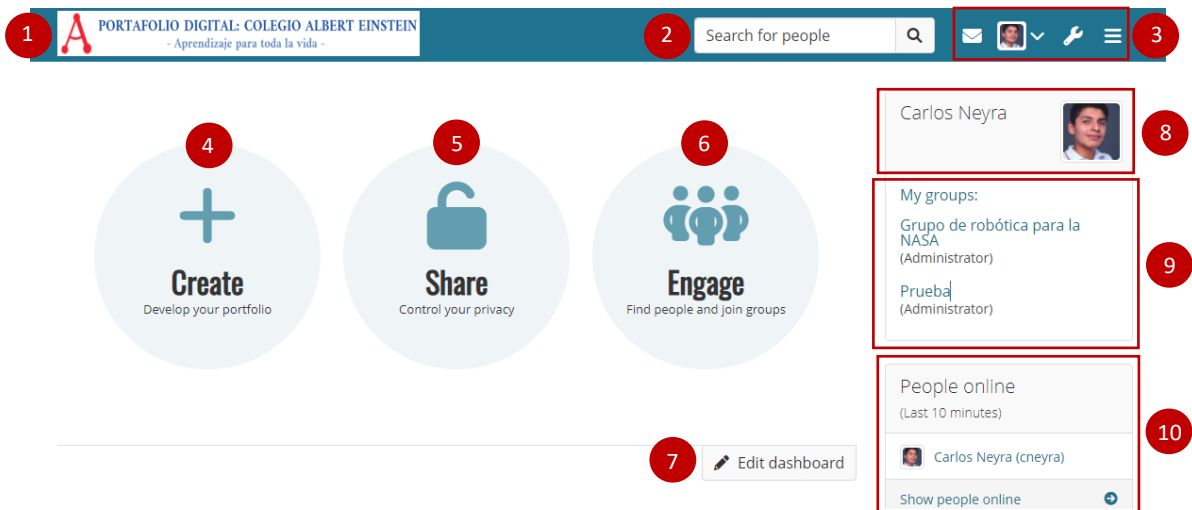 1
PORTAFOLIO DIGITAL: COLEGIO ALBERT EINSTEIN
- Aprendizaje para toda la vida -
2
Search for people
3
4
Create
Develop your portfolio
5
Share
Control your privacy
6
Engage
Find people and join groups
7
Edit dashboard
Carlos Neyra
8
My groups:
Grupo de robótica para la
NASA
(Administrator)
Prueba
(Administrator)
9
People online
(Last 10 minutes)
Carlos Neyra (cneyra)
Show people online
10